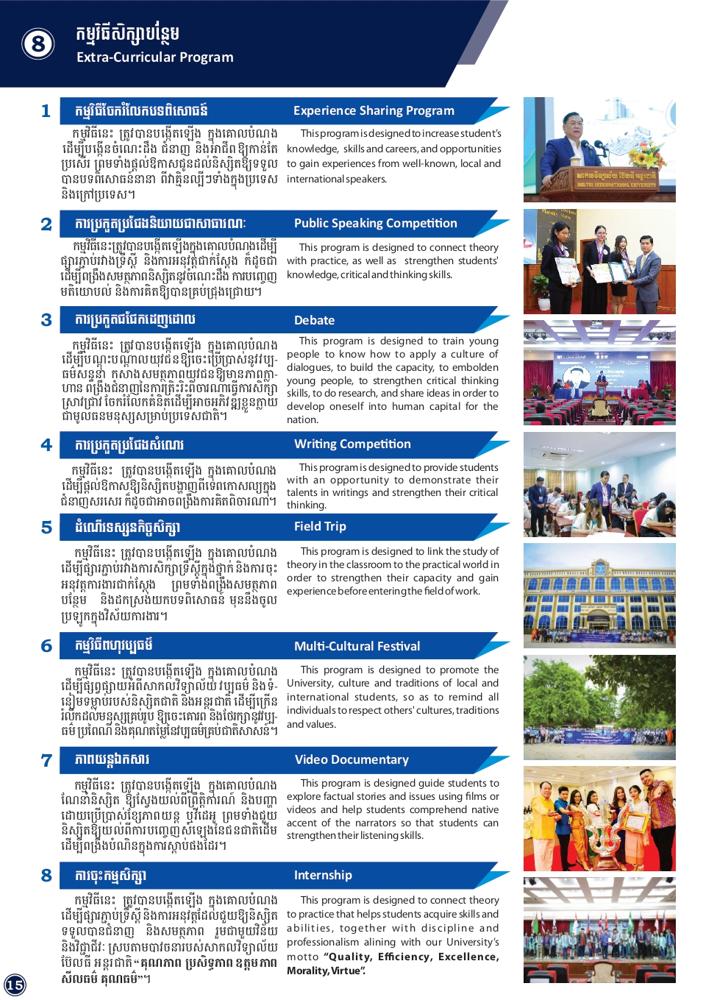 8
កម្មវិធីសិក្សាបន្ថែម
Extra-Curricular Program
1
កម្មវិធីចែករំលែកបទពិសោធន៍
Experience Sharing Program
កម្មវិធីនេះ ត្រូវបានបង្កើតឡើង ក្នុងគោលបំណង
ដើម្បីបង្កើនចំណេះដឹង ជំនាញ និងអាជីព ឱ្យកាន់តែ
ប្រសើរ ព្រមទាំងផ្តល់ឱកាសជូនដល់និស្សិតឱ្យទទួល
បានបទពិសោធន៍នានា ពីវាគ្មិនល្បីៗទាំងក្នុងប្រទេស
និងក្រៅប្រទេស។
This program is designed to increase student's
knowledge, skills and careers, and opportunities
to gain experiences from well-known, local and
international speakers.
2
ការប្រកួតប្រជែងនិយាយជាសាធារណៈ
Public Speaking Competition
កម្មវិធីនេះត្រូវបានបង្កើតឡើងក្នុងគោលបំណងដើម្បី
ផ្សារភ្ជាប់រវាងទ្រឹស្តី និងការអនុវត្តជាក់ស្តែង ក៏ដូចជា
ដើម្បីពង្រឹងសមត្ថភាពនិស្សិតនូវចំណេះដឹង ការបញ្ចេញ
មតិយោបល់ និងការគិតឱ្យបានគ្រប់ជ្រុងជ្រោយ។
This program is designed to connect theory
with practice, as well as strengthen students'
knowledge, critical and thinking skills.
3
ការប្រកួតជជែកដេញដោល
Debate
កម្មវិធីនេះ ត្រូវបានបង្កើតឡើង ក្នុងគោលបំណង
ដើម្បីបណ្តុះបណ្តាលយុវជនឱ្យចេះប្រើប្រាស់នូវវប្ប-
ធម៌សន្ទនា កសាងសមត្ថភាពយុវជនឱ្យមានភាពក្លា-
ហាន ពង្រឹងជំនាញនៃការត្រិះរិះពិចារណាធ្វើការសិក្សា
ស្រាវជ្រាវ ចែករំលែកគំនិតដើម្បីអាចអភិវឌ្ឍខ្លួនក្លាយ
ជាមូលធនមនុស្សសម្រាប់ប្រទេសជាតិ។
This program is designed to train young
people to know how to apply a culture of
dialogues, to build the capacity, to embolden
young people, to strengthen critical thinking
skills, to do research, and share ideas in order to
develop oneself into human capital for the
nation.
4
ការប្រកួតប្រជែងសំណេរ
Writing Competition
កម្មវិធីនេះ ត្រូវបានបង្កើតឡើង ក្នុងគោលបំណង
ដើម្បីផ្តល់ឱកាសឱ្យនិស្សិតបង្ហាញពីទេពកោសល្យក្នុង
ជំនាញសរសេរ ក៏ដូចជាអាចពង្រឹងការគិតពិចារណា។
This program is designed to provide students
with an opportunity to demonstrate their
talents in writings and strengthen their critical
thinking.
5
ដំណើរទស្សនកិច្ចសិក្សា
Field Trip
កម្មវិធីនេះ ត្រូវបានបង្កើតឡើង ក្នុងគោលបំណង
ដើម្បីផ្សារភ្ជាប់រវាងការសិក្សាទ្រឹស្តីក្នុងថ្នាក់ និងការចុះ
អនុវត្តការងារជាក់ស្តែង ព្រមទាំងពង្រឹងសមត្ថភាព
បន្ថែម និងដកស្រង់យកបទពិសោធន៍ មុននឹងចូល
ប្រឡូកក្នុងវិស័យការងារ។
This program is designed to link the study of
theory in the classroom to the practical world in
order to strengthen their capacity and gain
experience before entering the field of work.
6
កម្មវិធីពហុវប្បធម៌
Multi-Cultural Festival
កម្មវិធីនេះ ត្រូវបានបង្កើតឡើង ក្នុងគោលបំណង
ដើម្បីផ្សព្វផ្សាយអំពីសាកលវិទ្យាល័យ វប្បធម៌ និងទំ-
នៀមទម្លាប់របស់និស្សិតជាតិ និងអន្តរជាតិ ដើម្បីក្រើន
រំលឹកដល់មនុស្សគ្រប់រូប ឱ្យចេះគោរព និងថែរក្សានូវវប្ប-
ធម៌ ប្រពៃណី និងគុណតម្លៃនៃវប្បធម៌គ្រប់ជាតិសាសន៍។
This program is designed to promote the
University, culture and traditions of local and
international students, so as to remind all
individuals to respect others' cultures, traditions
and values.
7
ភាពយន្តឯកសារ
Video Documentary
កម្មវិធីនេះ ត្រូវបានបង្កើតឡើង ក្នុងគោលបំណង
ណែនាំនិស្សិត ឱ្យស្វែងយល់ពីព្រឹត្តិការណ៍ និងបញ្ហា
ដោយប្រើប្រាស់ខ្សែភាពយន្ត ឬវីដេអូ ព្រមទាំងជួយ
និស្សិតឱ្យយល់ពីការបញ្ចេញសំឡេងនៃជនជាតិដើម
ដើម្បីពង្រឹងបំណិនក្នុងការស្តាប់ផងដែរ។
This program is designed guide students to
explore factual stories and issues using films or
videos and help students comprehend native
accent of the narrators so that students can
strengthen their listening skills.
8
ការចុះកម្មសិក្សា
Internship
កម្មវិធីនេះ ត្រូវបានបង្កើតឡើង ក្នុងគោលបំណង
ដើម្បីផ្សារភ្ជាប់ទ្រឹស្តី និងការអនុវត្តដែលជួយឱ្យនិស្សិត
ទទួលបានជំនាញ និងសមត្ថភាព រួមជាមួយវិន័យ
និងវិជ្ជាជីវៈ ស្របតាមបាវចនារបស់សាកលវិទ្យាល័យ
ប៊ែលធី អន្តរជាតិ “គុណភាព ប្រសិទ្ធភាព ឧត្តមភាព
សីលធម៌ គុណធម៌”។
This program is designed to connect theory
to practice that helps students acquire skills and
abilities, together with discipline and
professionalism alining with our University's
motto “Quality, Efficiency, Excellence,
Morality, Virtue”.
15